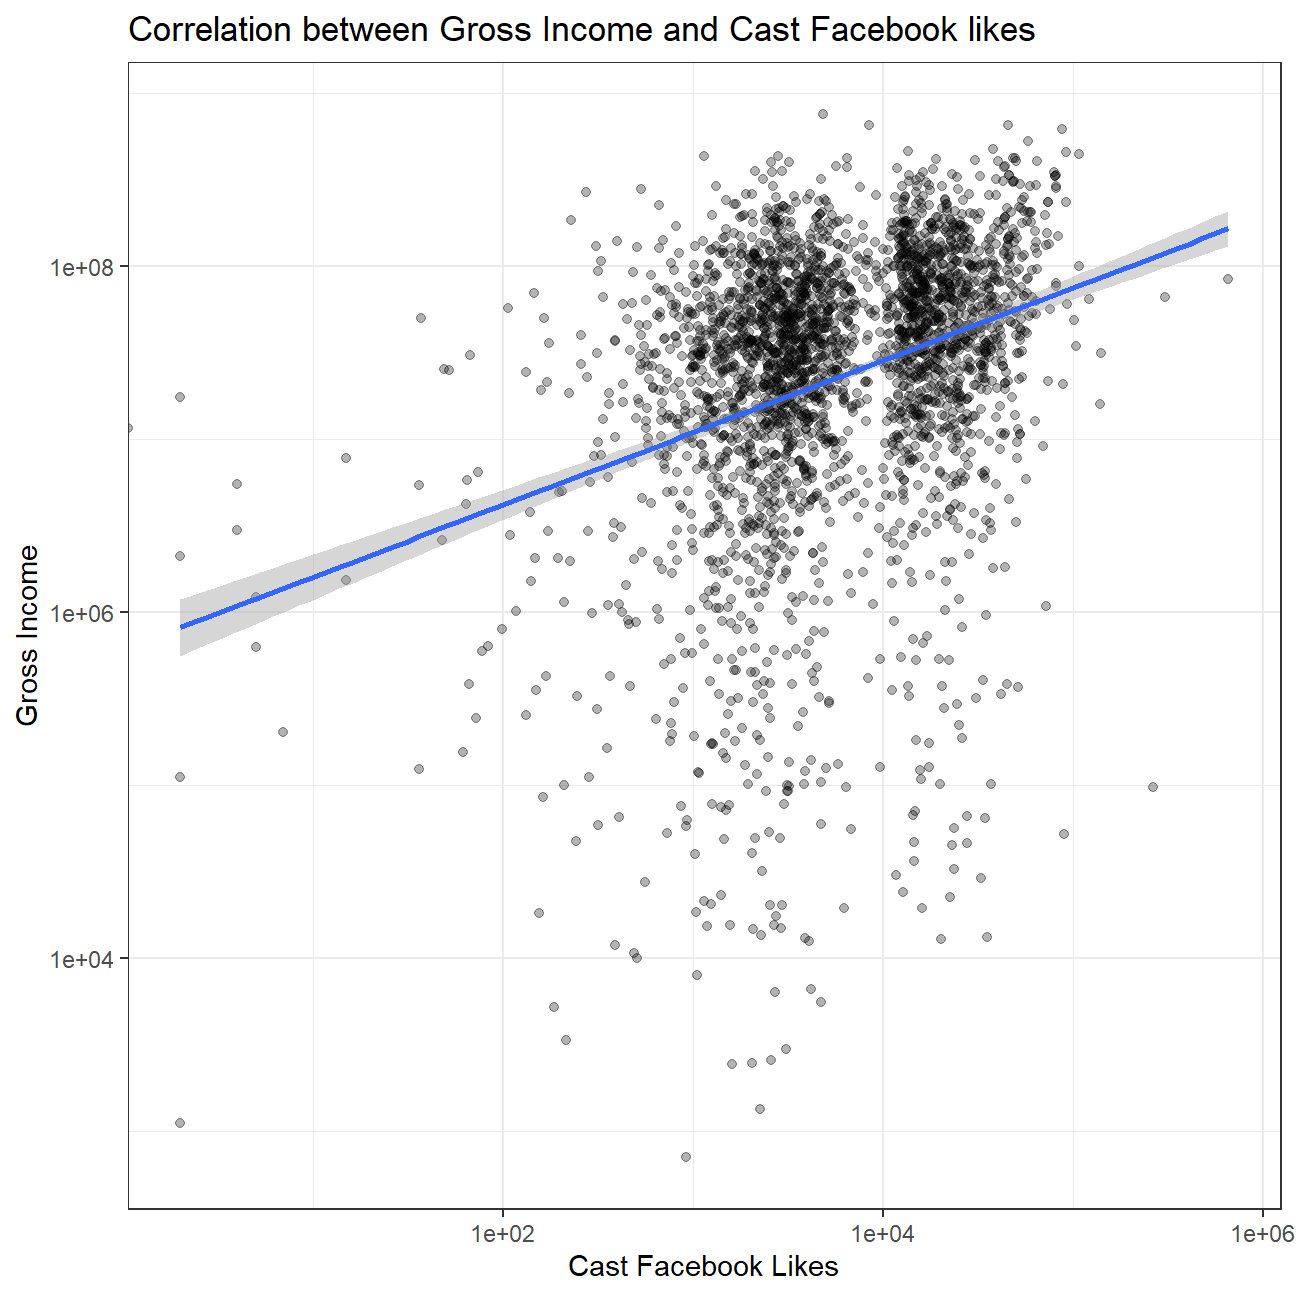 Correlation between Gross Income and Cast Facebook likes
Gross Income
1e+08
1e+06
1e+04
1e+02
1e+04
1e+06
Cast Facebook Likes